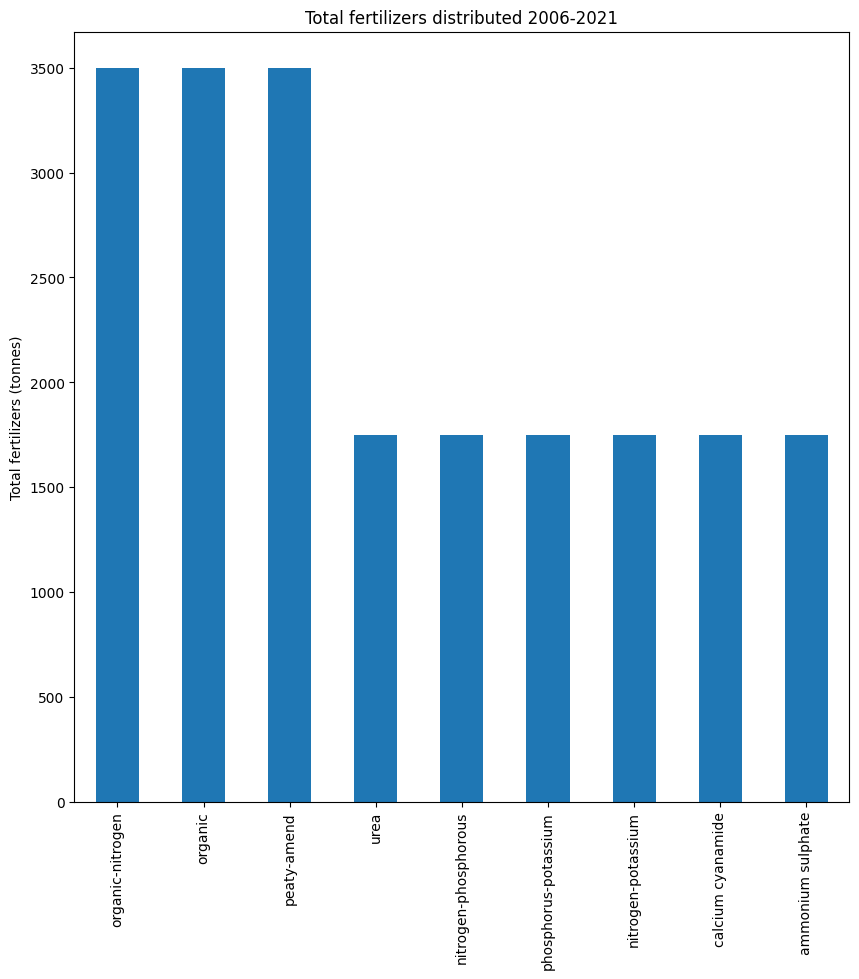 Total fertilizers distributed 2006-2021
Total fertilizers (tonnes)
3500
3000
2500
2000
1500
1000
500
0
organic-nitrogen
organic
peaty-amend
urea
nitrogen-phosphorous
phosphorus-potassium
nitrogen-potassium
calcium cyanamide
ammonium sulphate